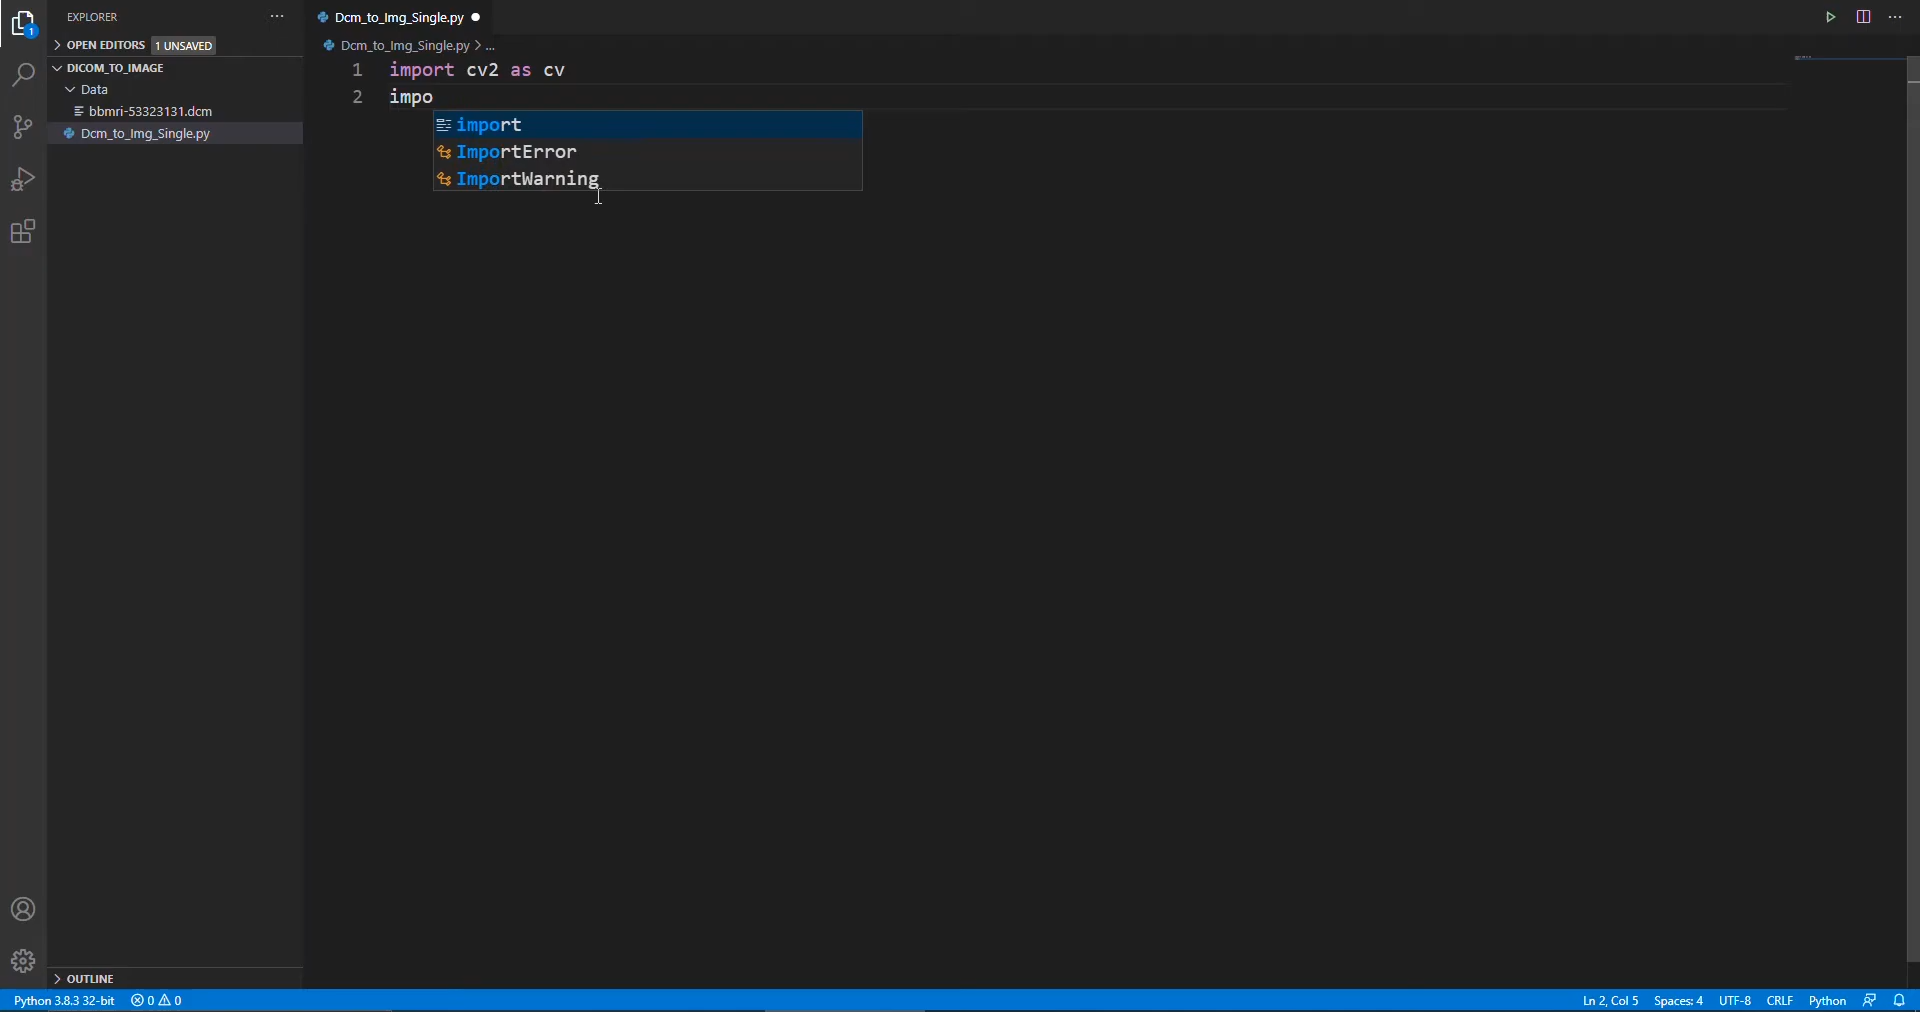 EXPLORER
OPEN EDITORS 1 UNSAVED
DICOM_TO_IMAGE
Data
bbmri-53323131.dcm
Dcm_to_Img_Single.py
OUTLINE
Dcm_to_Img_Single.py
Dcm_to_Img_Single.py > ...
1 import cv2 as cv
2 impo
import
ImportError
ImportWarning
1
Python 3.8.3 32-bit 0 0 Ln 2, Col 5 Spaces: 4 UTF-8 CRLF Python